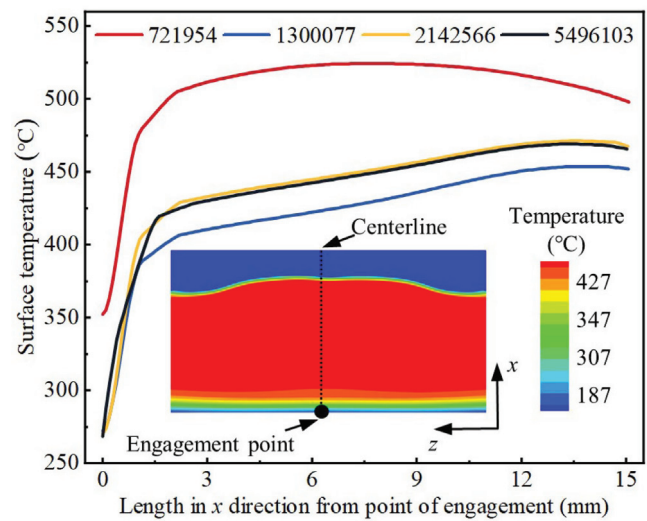 550
721954 1300077 2142566 5496103
500
450
400
350
300
250
Surface temperature (°C)
Centerline
Temperature
(°C)
427
347
307
187
x
z
Engagement point
0 3 6 9 12 15
Length in x direction from point of engagement (mm)